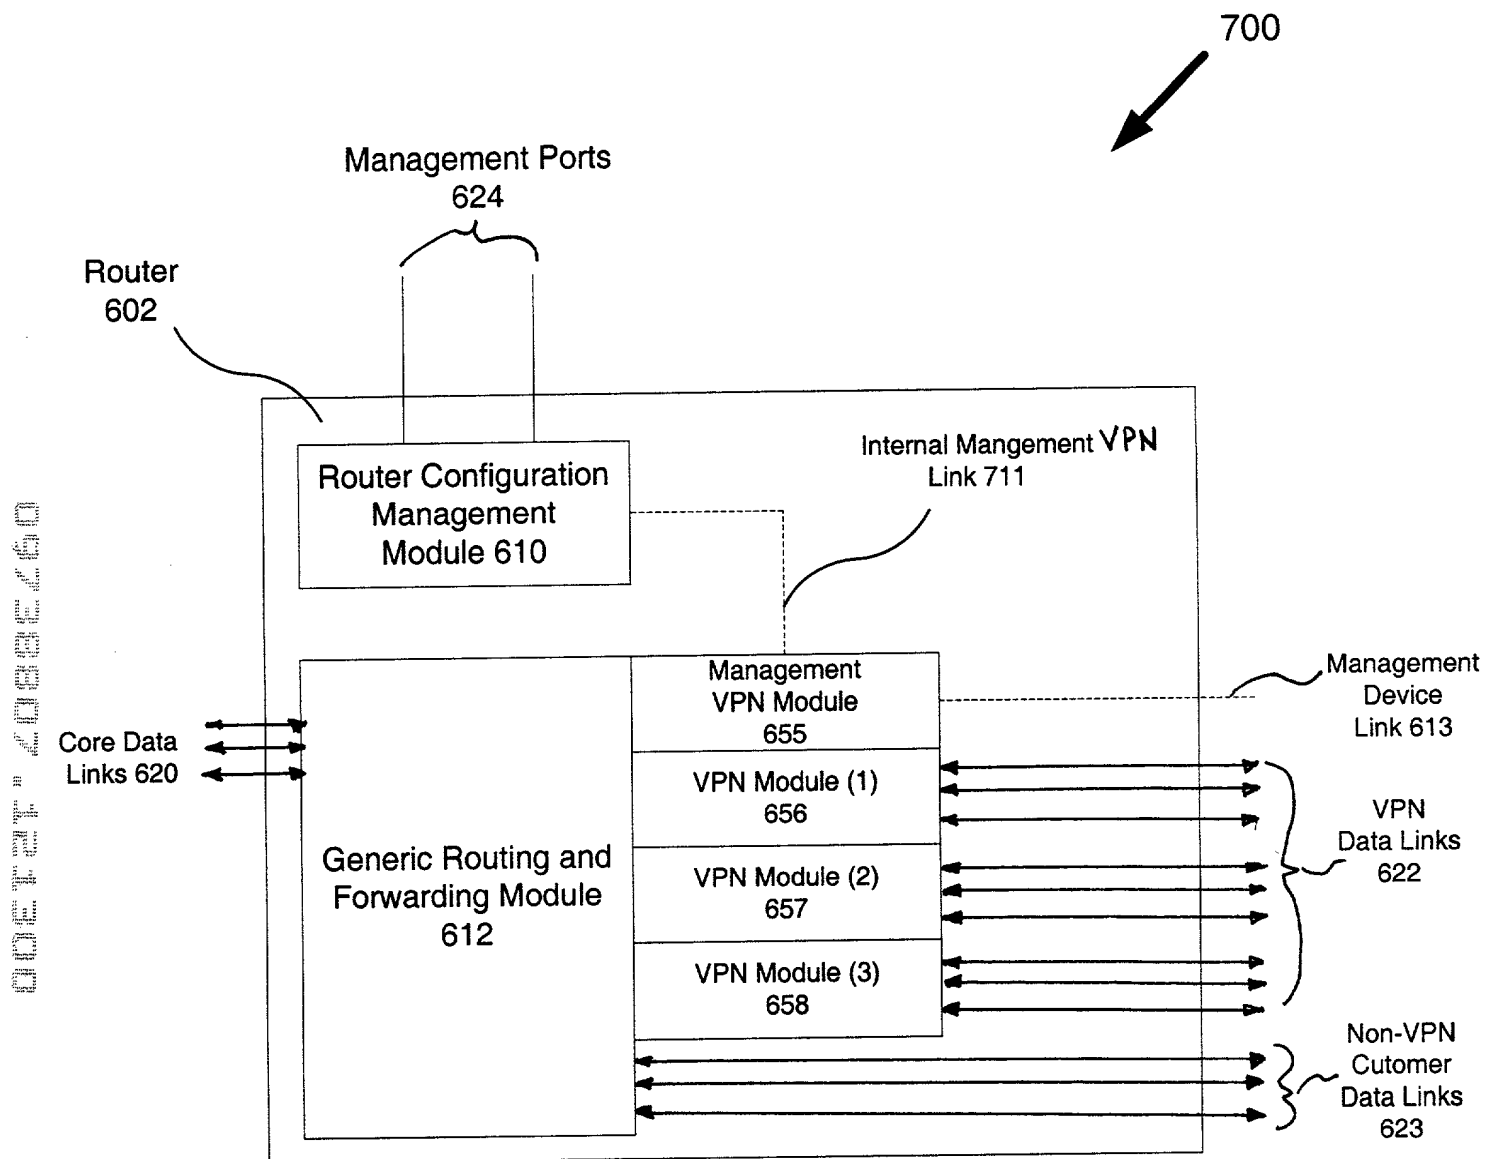 700
Management Ports
624
Router
602
Internal Mangement VPN
Link 711
Router Configuration
Management
Module 610
Management
VPN Module
655
Management
Device
Link 613
Core Data
Links 620
VPN Module (1)
656
VPN
Data Links
622
Generic Routing and
Forwarding Module
612
VPN Module (2)
657
VPN Module (3)
658
Non-VPN
Cutomer
Data Links
623
09738807.121300